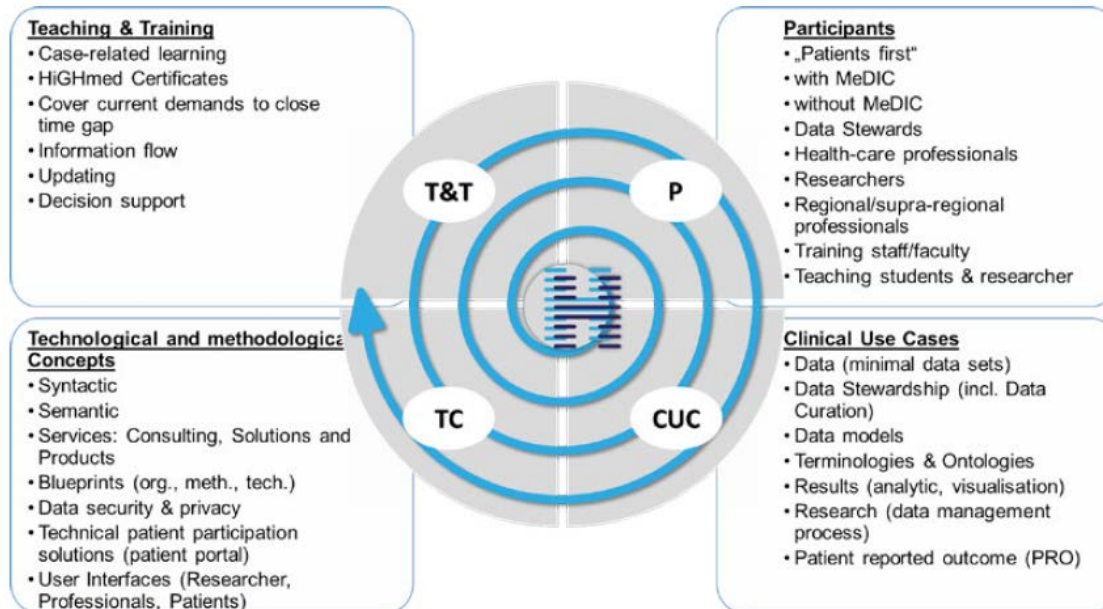 Teaching & Training
• Case-related learning
• HiGHmed Certificates
• Cover current demands to close
time gap
• Information flow
• Updating
• Decision support
Participants
• „Patients first“
• with MeDIC
• without MeDIC
• Data Stewards
• Health-care professionals
• Researchers
• Regional/supra-regional
professionals
• Training staff/faculty
• Teaching students & researcher
T&T
P
TC
CUC
Technological and methodological
Concepts
• Syntactic
• Semantic
• Services: Consulting, Solutions and
Products
• Blueprints (org., meth., tech.)
• Data security & privacy
• Technical patient participation
solutions (patient portal)
• User Interfaces (Researcher,
Professionals, Patients)
Clinical Use Cases
• Data (minimal data sets)
• Data Stewardship (incl. Data
Curation)
• Data models
• Terminologies & Ontologies
• Results (analytic, visualisation)
• Research (data management
process)
• Patient reported outcome (PRO)